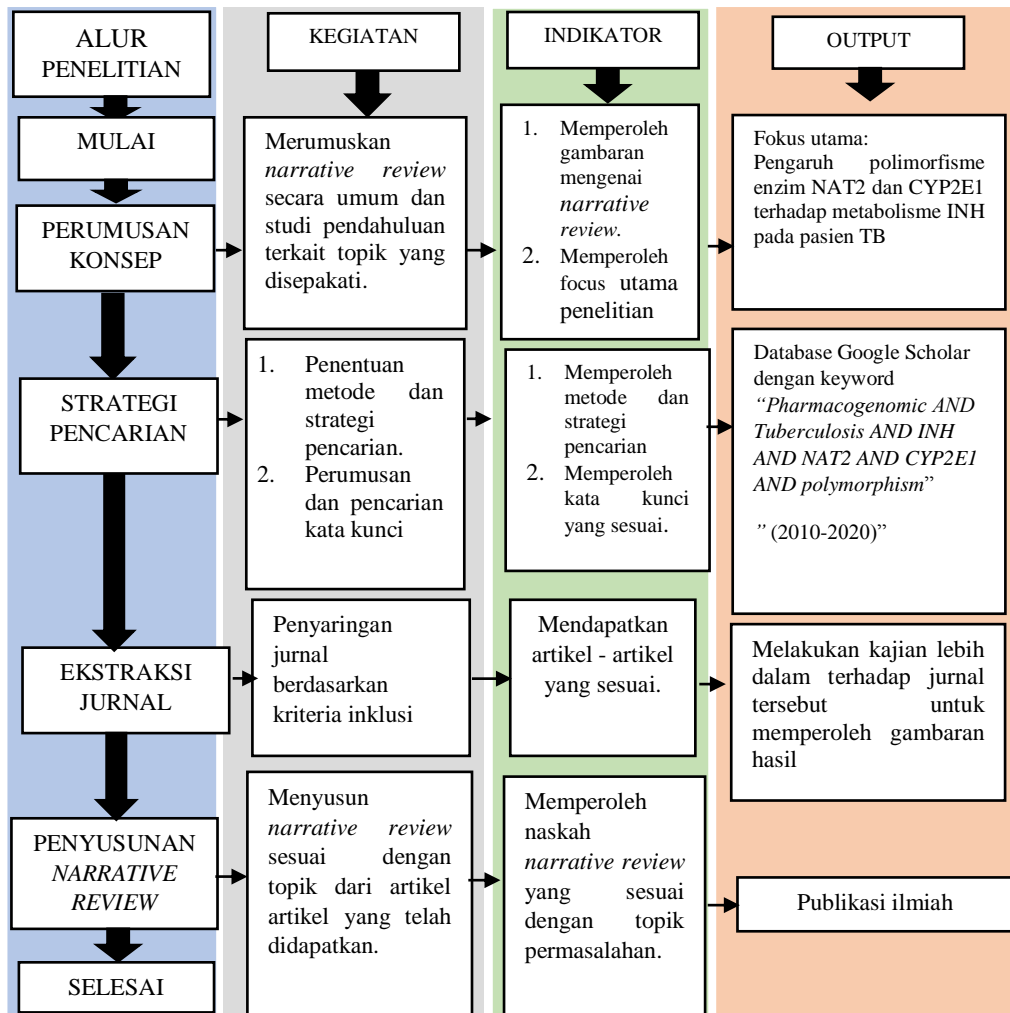 ALUR
PENELITIAN
KEGIATAN
INDIKATOR
OUTPUT
MULAI
PERUMUSAN
KONSEP
Merumuskan
narrative review
secara umum dan
studi pendahuluan
terkait topik yang
disepakati.
1. Memperoleh
gambaran
mengenai
narrative
review.
2. Memperoleh
focus utama
penelitian
Fokus utama:
Pengaruh polimorfisme
enzim NAT2 dan CYP2E1
terhadap metabolisme INH
pada pasien TB
STRATEGI
PENCARIAN
1. Penentuan
metode dan
strategi
pencarian.
2. Perumusan
dan pencarian
kata kunci
1. Memperoleh
metode dan
strategi
pencarian
2. Memperoleh
kata kunci
yang sesuai.
Database Google Scholar
dengan keyword
“Pharmacogenomic AND
Tuberculosis AND INH
AND NAT2 AND CYP2E1
AND polymorphism”
” (2010-2020)”
EKSTRAKSI
JURNAL
Penyaringan
jurnal
berdasarkan
kriteria inklusi
Mendapatkan
artikel - artikel
yang sesuai.
Melakukan kajian lebih
dalam terhadap jurnal
tersebut untuk
memperoleh gambaran
hasil
PENYUSUNAN
NARRATIVE
REVIEW
Menyusun
narrative review
sesuai dengan
topik dari artikel
artikel yang telah
didapatkan.
Memperoleh
naskah
narrative review
yang sesuai
dengan topik
permasalahan.
Publikasi ilmiah
SELESAI